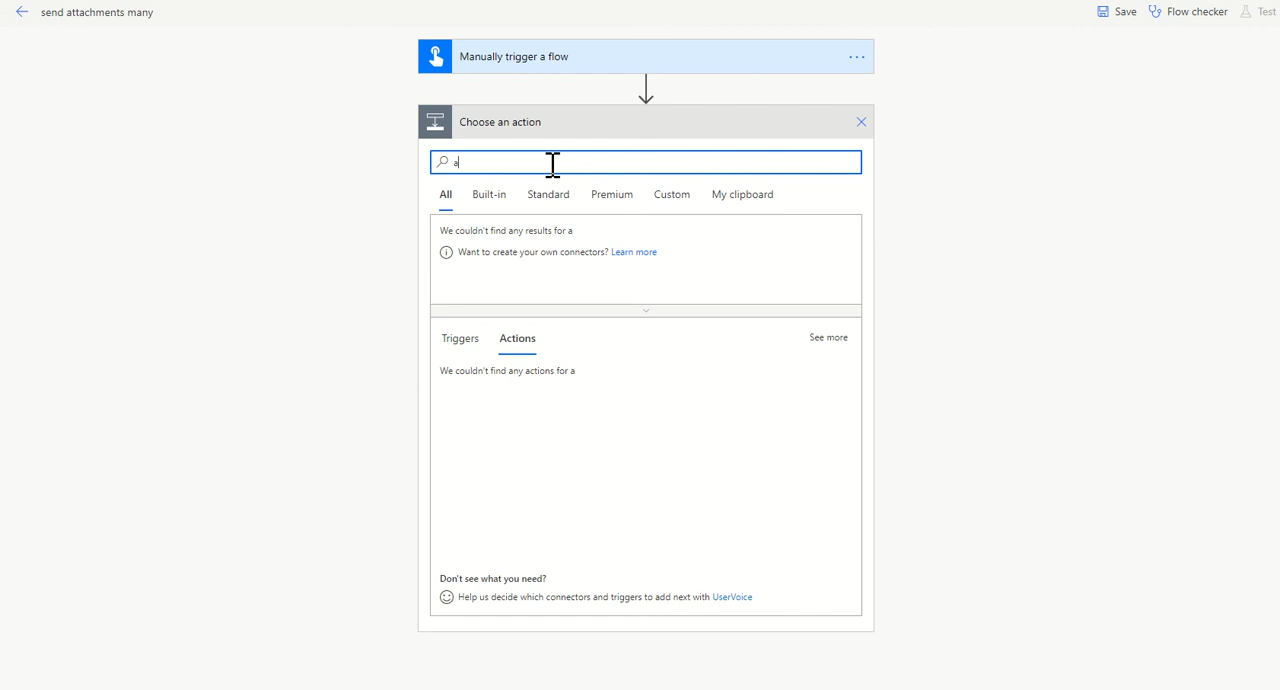 send attachments many
Save Flow checker Test
Manually trigger a flow
Choose an action
a
All Built-in Standard Premium Custom My clipboard
We couldn't find any results for a
Want to create your own connectors? Learn more
Triggers Actions See more
We couldn't find any actions for a
Don't see what you need?
Help us decide which connectors and triggers to add next with UserVoice